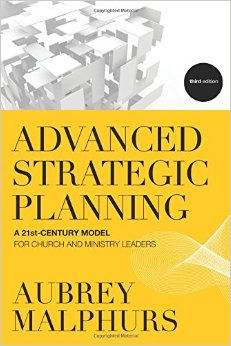 third edition
ADVANCED
STRATEGIC
PLANNING
A 21st-CENTURY MODEL
FOR CHURCH AND MINISTRY LEADERS
AUBREY
MALPHURS